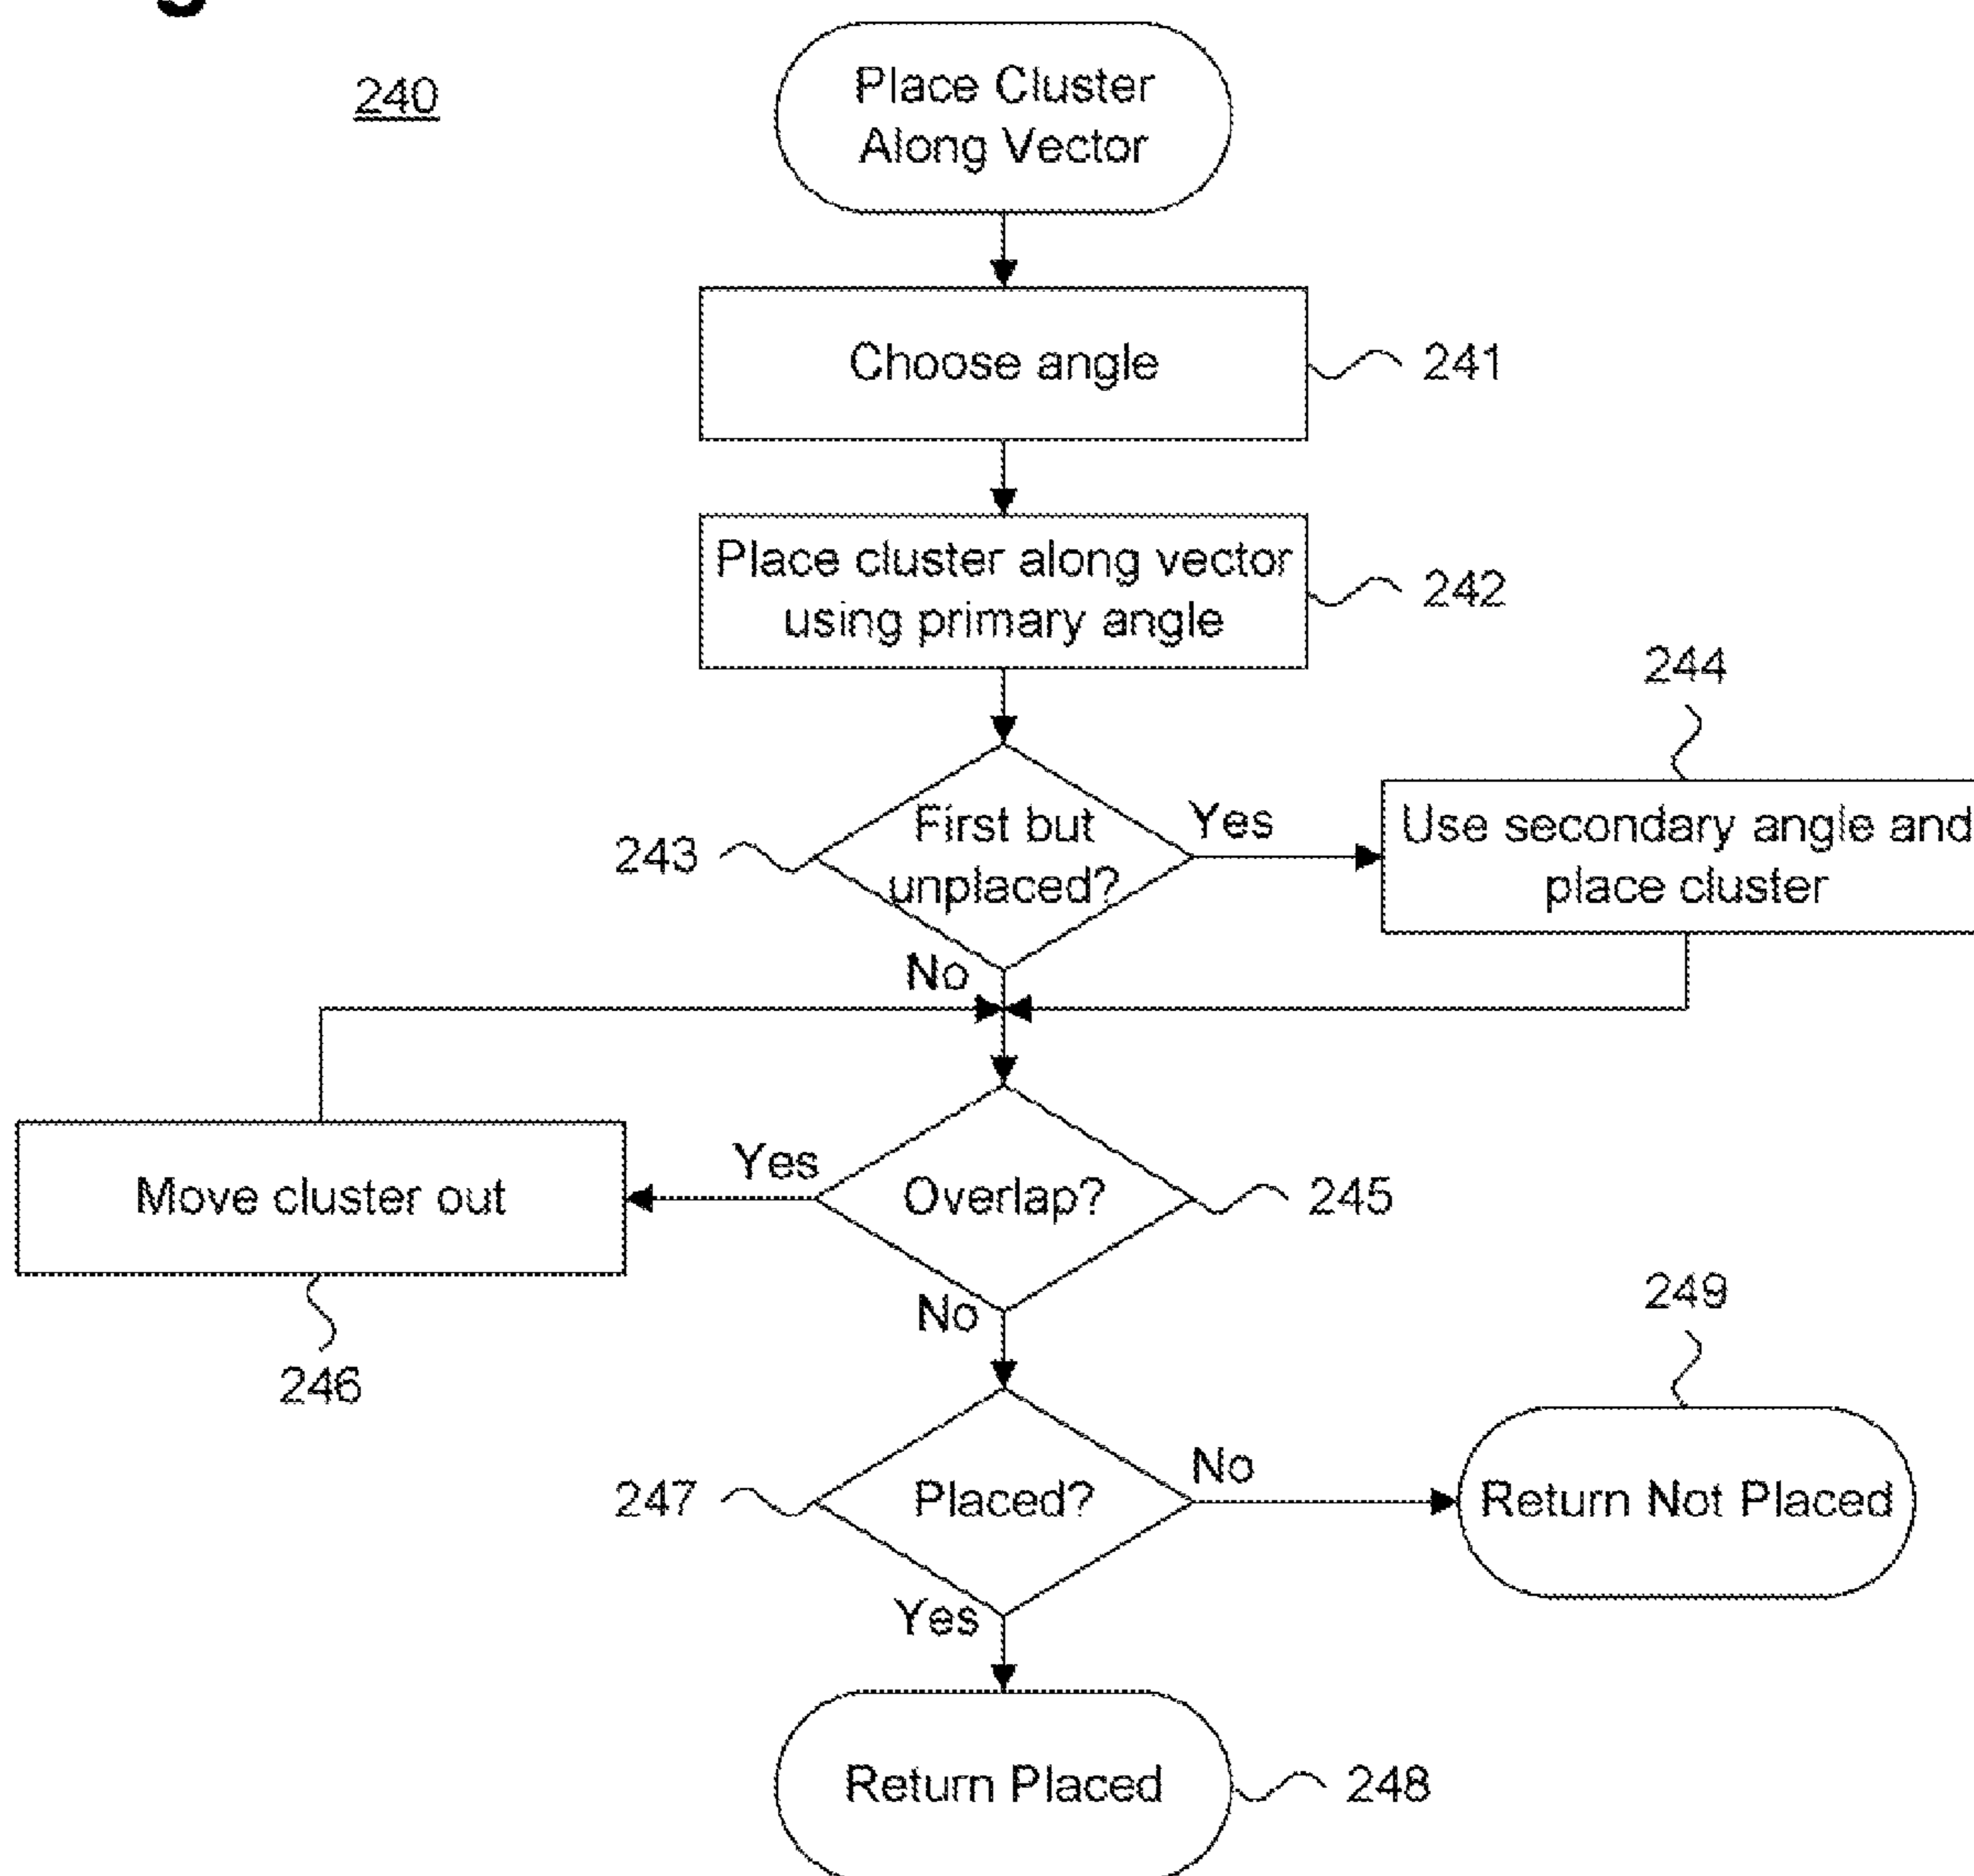 240
Place Cluster
Along Vector
Choose angle
241
Place cluster along vector
using primary angle
242
244
243
First but
unplaced?
Yes
Use secondary angle and
place cluster
No
Move cluster out
Yes
Overlap?
245
246
No
249
247
Placed?
No
Return Not Placed
Yes
Return Placed
248